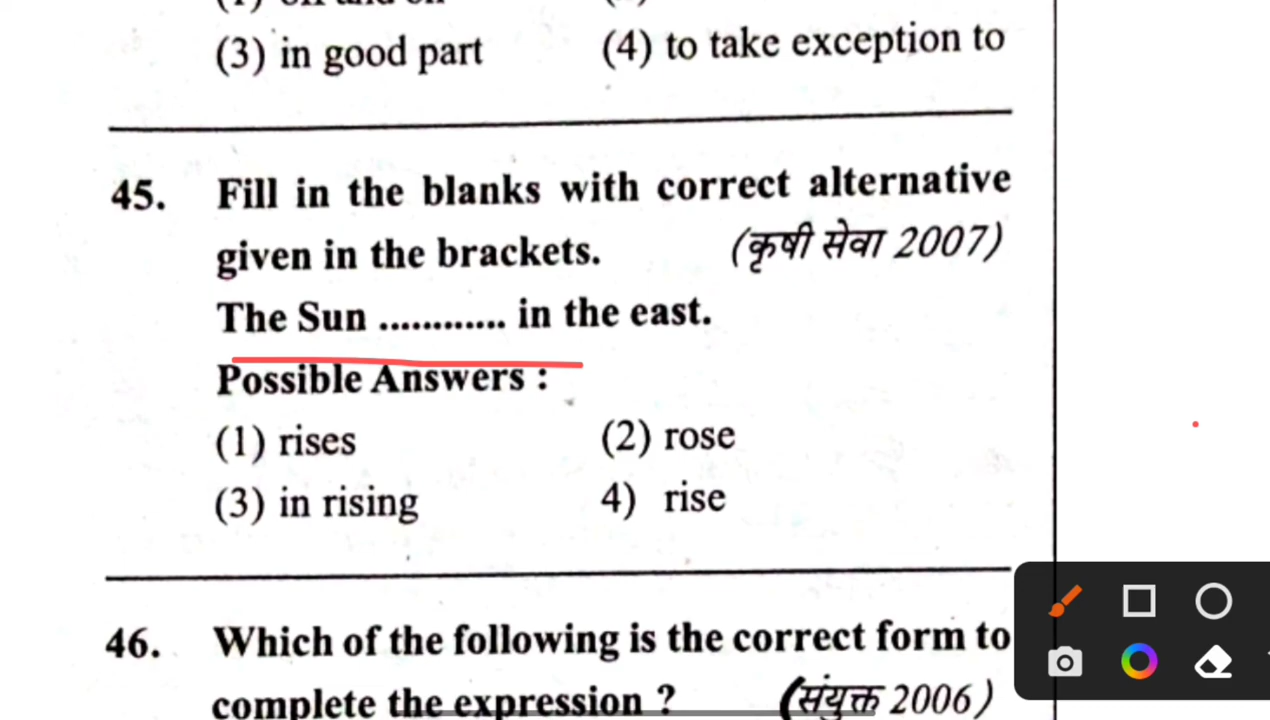 (3) in good part (4) to take exception to
45. Fill in the blanks with correct alternative
given in the brackets. (कृषी सेवा 2007)
The Sun ............ in the east.
Possible Answers :
(1) rises (2) rose
(3) in rising 4) rise
46. Which of the following is the correct form to
complete the expression ? (संयुक्त 2006)